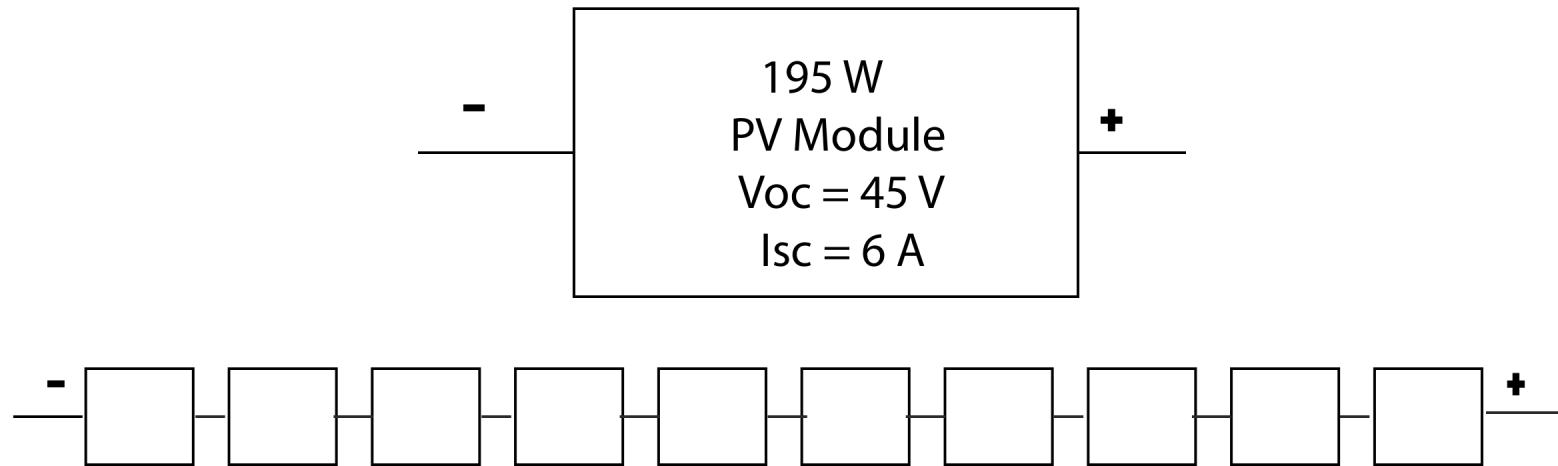 195 W
- PV Module +
Voc = 45 V
Isc = 6 A
- +